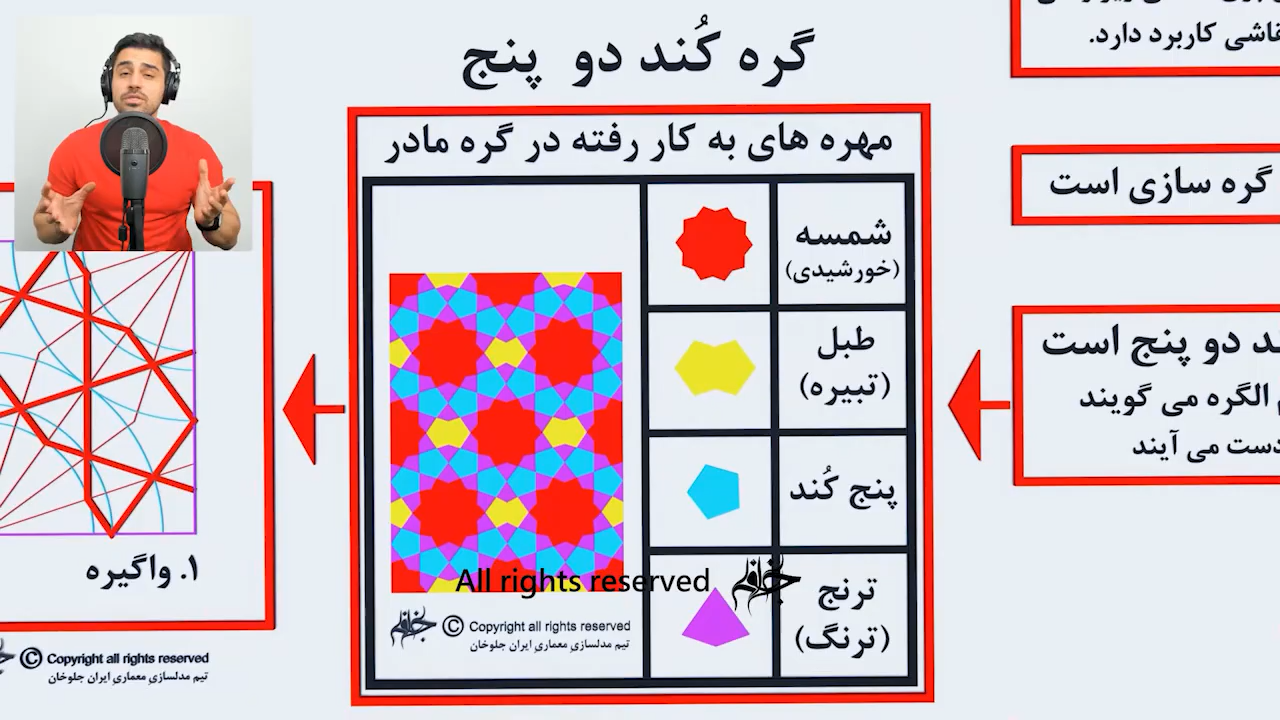 گره کُند دو پنج
مهره های به کار رفته در گره مادر
شمسه
(خورشیدی)
طبل
(تبیره)
پنج کُند
ترنج
(ترنگ)
All rights reserved
© Copyright all rights reserved
تیم مدلسازیِ معماریِ ایران جلوخان
کاربرد دارد.
گره سازی است
دو پنج است
الگره می گویند
دست می آیند
۱. واگیره
© Copyright all rights reserved
تیم مدلسازیِ معماریِ ایران جلوخان